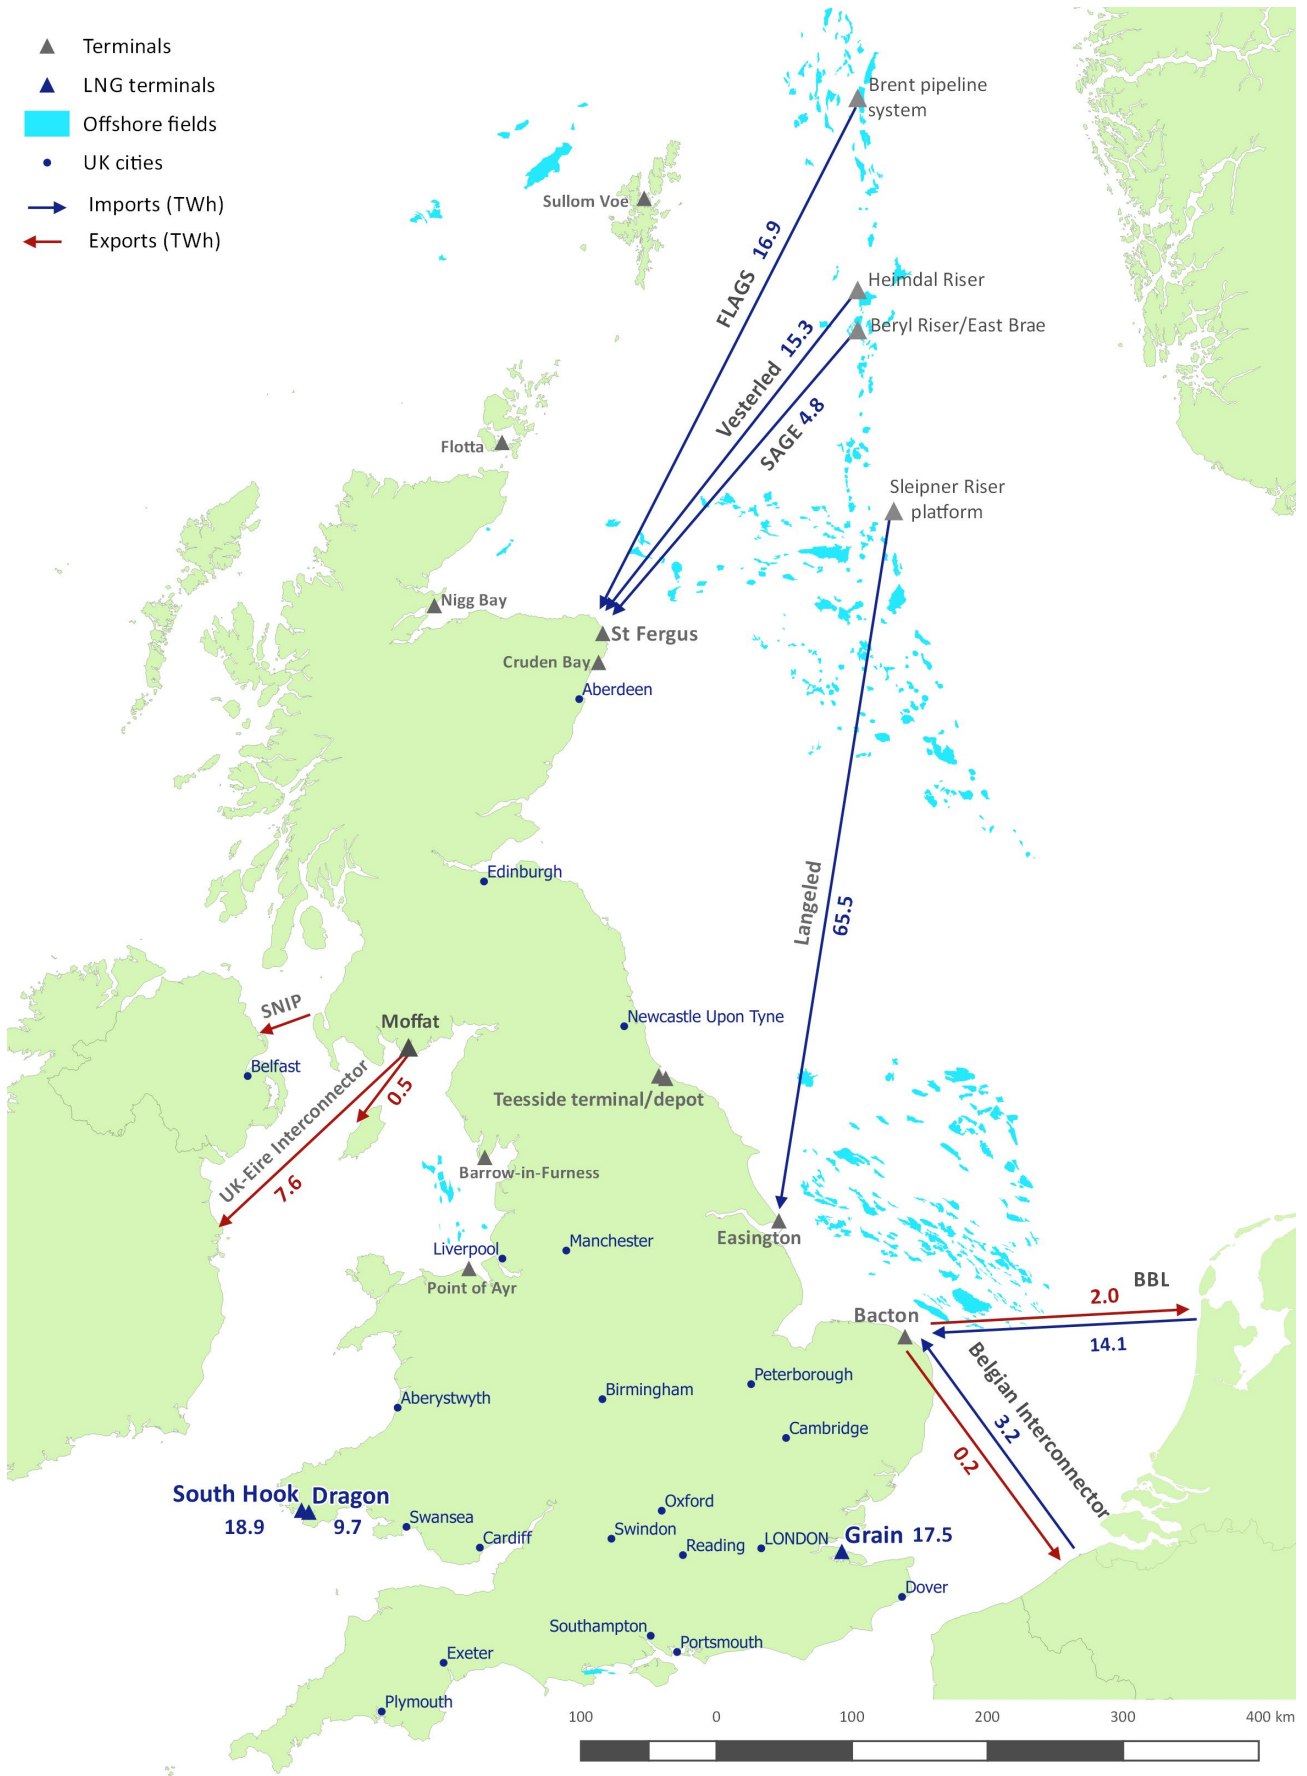 Terminals
LNG terminals
Offshore fields
UK cities
Imports (TWh)
Exports (TWh)
Brent pipeline
system
Sullom Voe
FLAGS 16.9
Heimdal Riser
Beryl Riser/East Brae
Vesterled 15.3
SAGE 4.8
Flotta
Sleipner Riser
platform
Nigg Bay
St Fergus
Cruden Bay
Aberdeen
Edinburgh
Langeled
65.5
SNIP
Moffat
Newcastle Upon Tyne
Belfast
UK-Eire Interconnector
0.5
7.6
Teesside terminal/depot
Barrow-in-Furness
Easington
Liverpool
Manchester
Point of Ayr
BBL
2.0
14.1
Bacton
Belgian Interconnector
3.2
0.2
Peterborough
Birmingham
Aberystwyth
Cambridge
South Hook
18.9
Dragon
9.7
Swansea
Cardiff
Oxford
Swindon
Reading
LONDON
Grain 17.5
Dover
Southampton
Portsmouth
Exeter
Plymouth
100 0 100 200 300 400 km